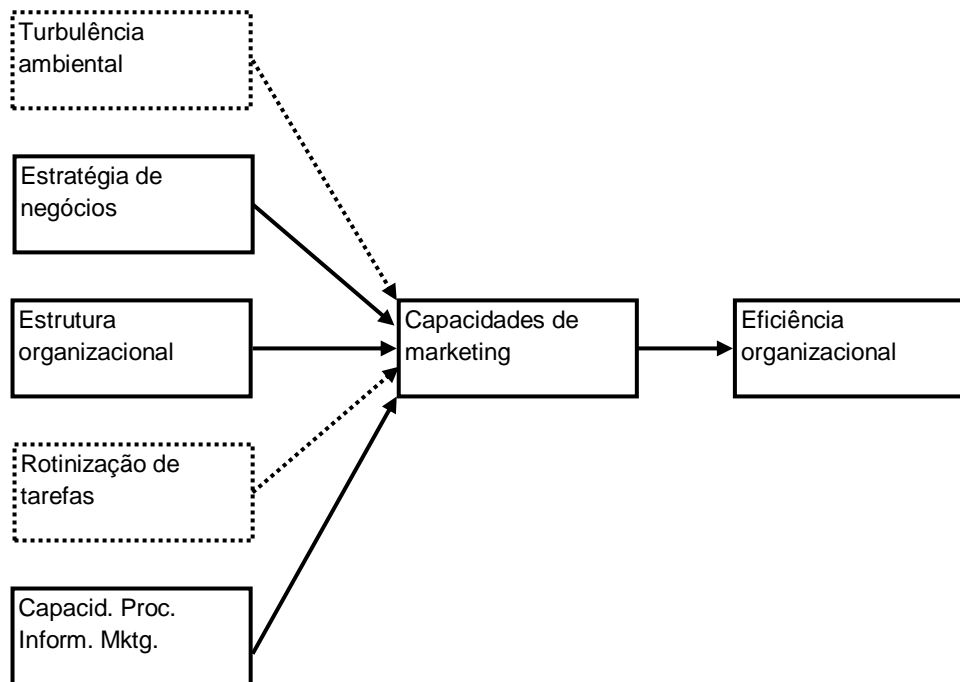 Turbulência
ambiental
Estratégia de
negócios
Estrutura
organizacional
Capacidades de
marketing
Eficiência
organizacional
Rotinização de
tarefas
Capacid. Proc.
Inform. Mktg.